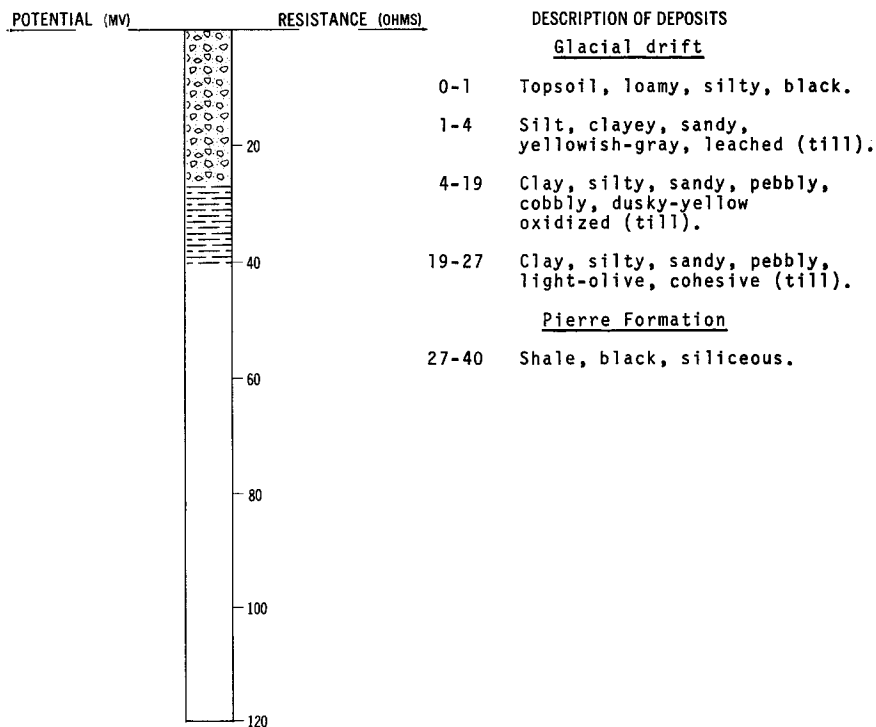 POTENTIAL (MV) RESISTANCE (OHMS) DESCRIPTION OF DEPOSITS
Glacial drift
0-1 Topsoil, loamy, silty, black.
1-4 Silt, clayey, sandy,
yellowish-gray, leached (till).
4-19 Clay, silty, sandy, pebbly,
cobbly, dusky-yellow
oxidized (till).
19-27 Clay, silty, sandy, pebbly,
light-olive, cohesive (till).
Pierre Formation
27-40 Shale, black, siliceous.
20
40
60
80
100
120